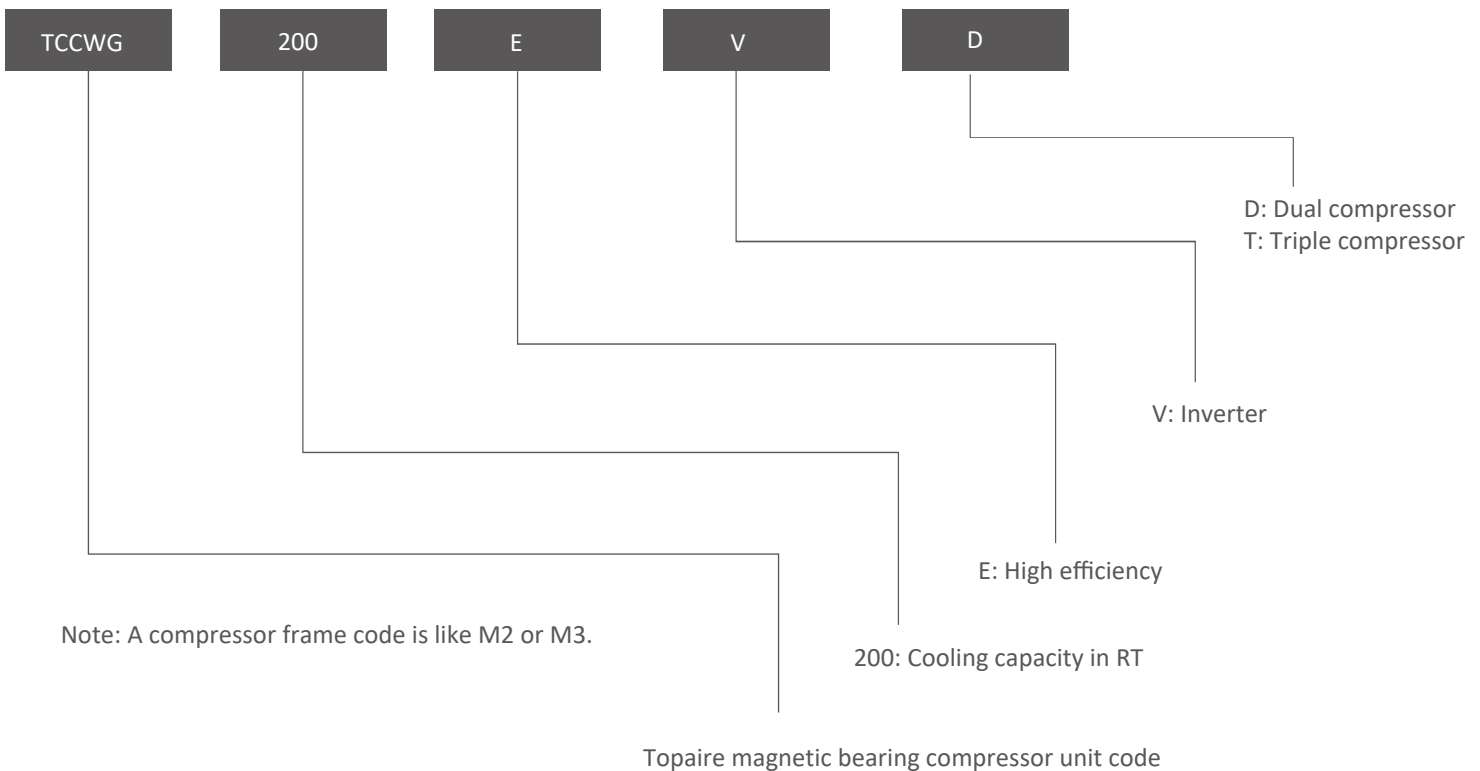 TCCWG
200
E
V
D
D: Dual compressor
T: Triple compressor
V: Inverter
E: High efficiency
Note: A compressor frame code is like M2 or M3.
200: Cooling capacity in RT
Topaire magnetic bearing compressor unit code